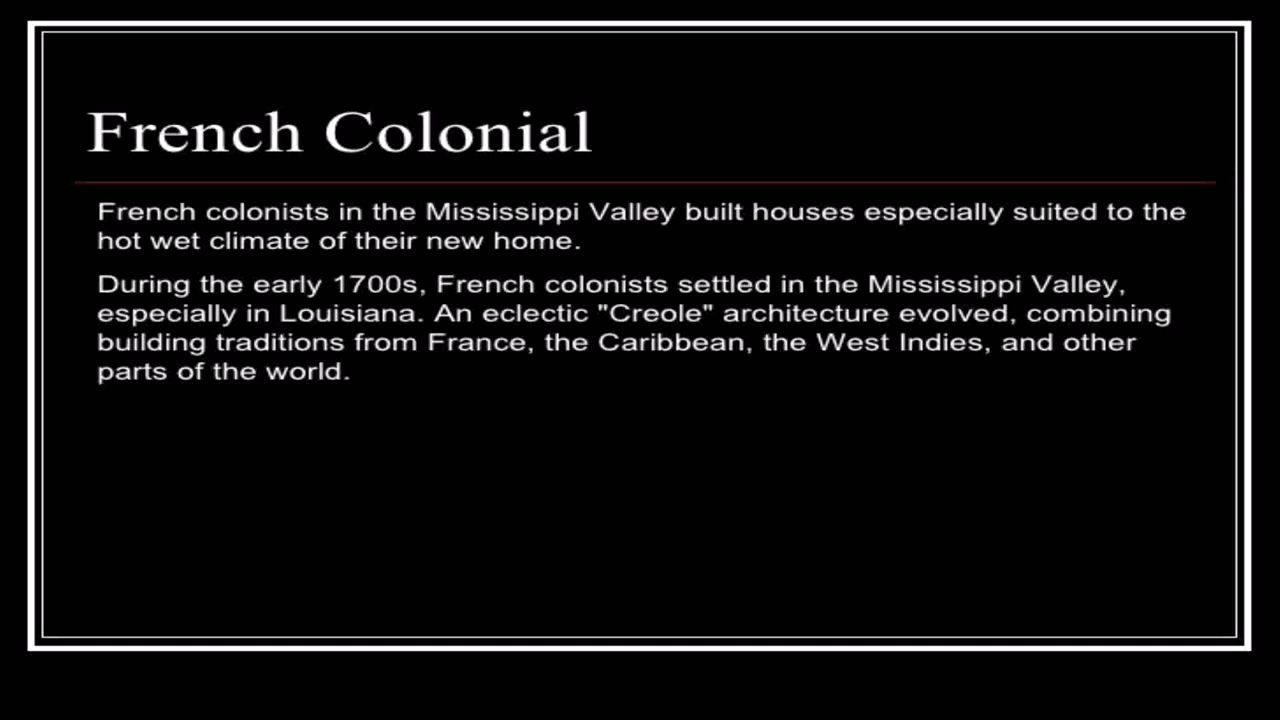 French Colonial
French colonists in the Mississippi Valley built houses especially suited to the
hot wet climate of their new home.
During the early 1700s, French colonists settled in the Mississippi Valley,
especially in Louisiana. An eclectic "Creole" architecture evolved, combining
building traditions from France, the Caribbean, the West Indies, and other
parts of the world.